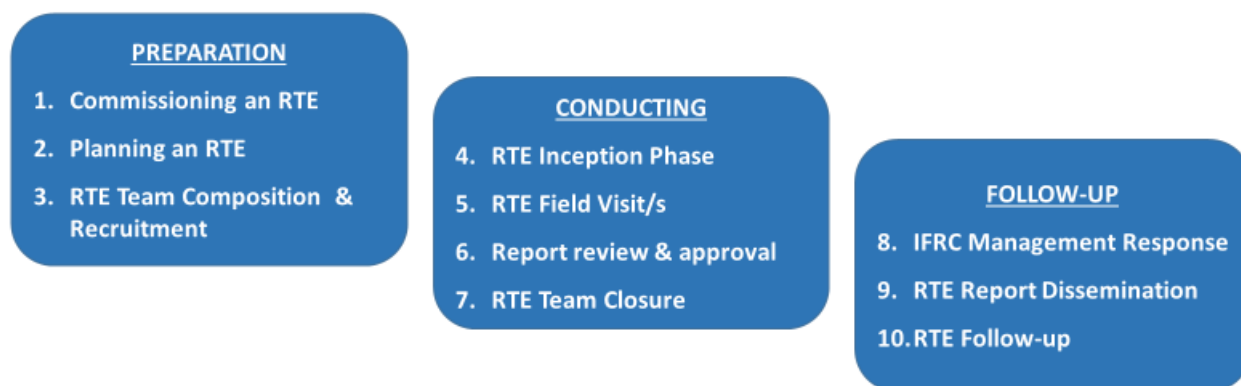 PREPARATION
1. Commissioning an RTE
2. Planning an RTE
3. RTE Team Composition &
Recruitment
CONDUCTING
4. RTE Inception Phase
5. RTE Field Visit/s
6. Report review & approval
7. RTE Team Closure
FOLLOW-UP
8. IFRC Management Response
9. RTE Report Dissemination
10. RTE Follow-up